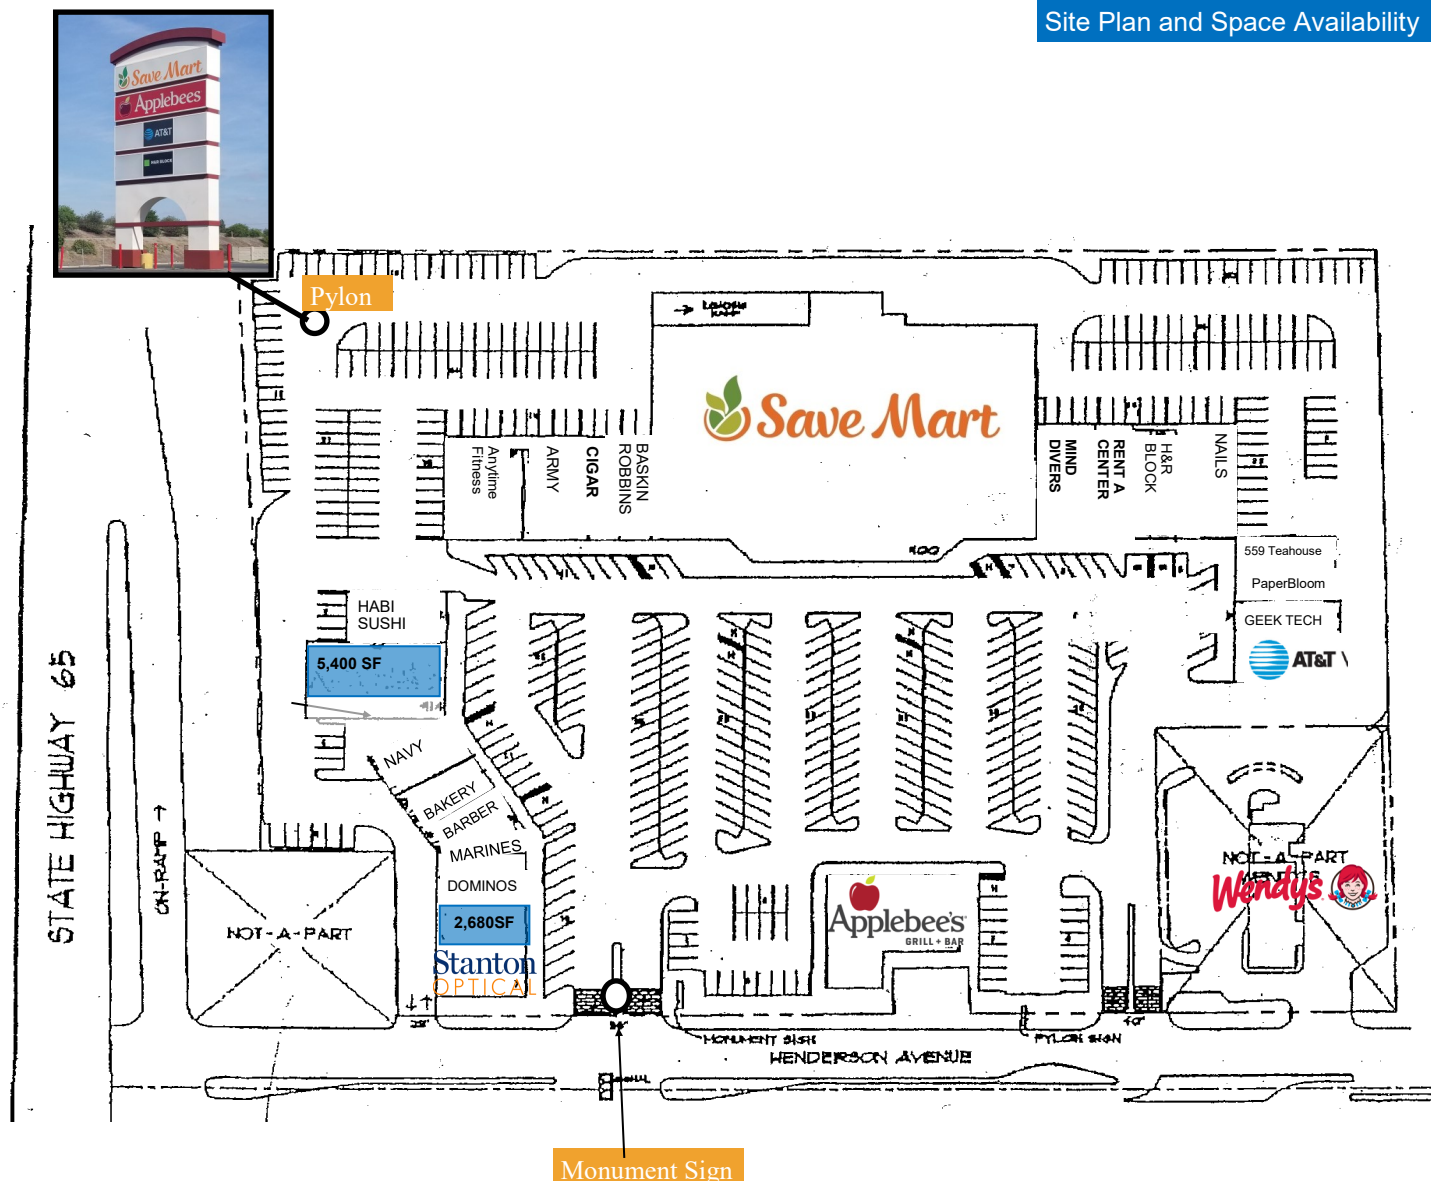 Site Plan and Space Availability
Save Mart
Applebees
AT&T
H&R BLOCK
Pylon
Save Mart
Anytime
Fitness
ARMY
CIGAR
BASKIN
ROBBINS
MIND
DIVERS
RENT A
CENTER
H&R
BLOCK
NAILS
559 Teahouse
PaperBloom
GEEK TECH
AT&T
HABI
SUSHI
5,400 SF
NAVY
BAKERY
BARBER
MARINES
DOMINOS
2,680SF
Stanton
OPTICAL
STATE HIGHWAY 65
ON-RAMP →
NOT-A-PART
Applebee's
GRILL + BAR
NOT-A-PART
Wendy's
MONUMENT SIGN
PYLON SIGN
HENDERSON AVENUE
Monument Sign